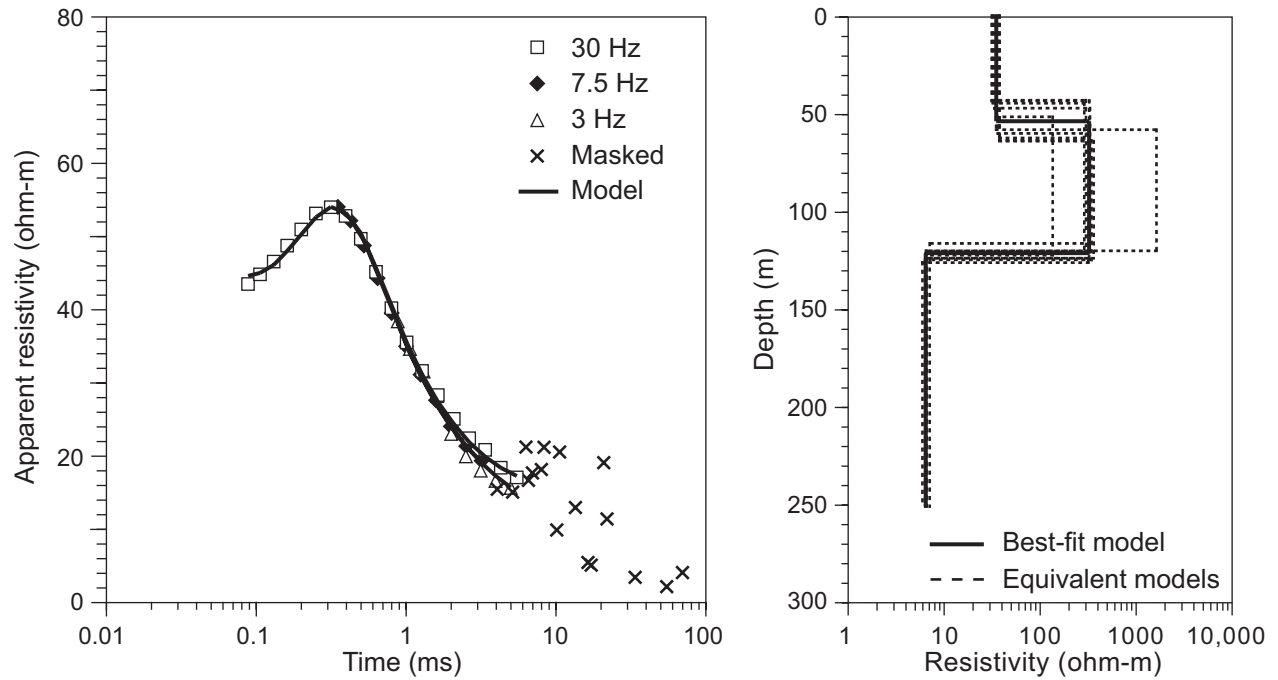 80
60
40
20
0
Apparent resistivity (ohm-m)
30 Hz
7.5 Hz
3 Hz
Masked
Model
0.01
0.1
1
10
100
Time (ms)
0
50
100
150
200
250
300
Depth (m)
Best-fit model
Equivalent models
1
10
100
1000
10,000
Resistivity (ohm-m)